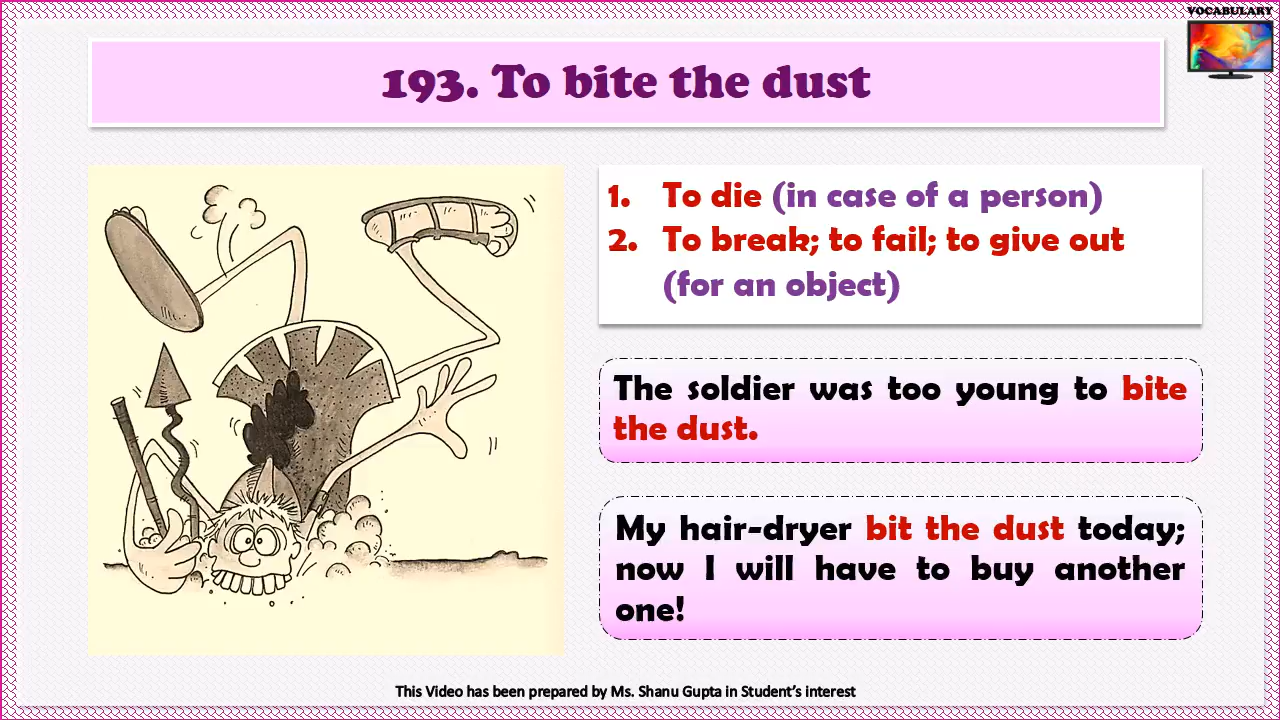 VOCABULARY
193. To bite the dust
1. To die (in case of a person)
2. To break; to fail; to give out
(for an object)
The soldier was too young to bite
the dust.
My hair-dryer bit the dust today;
now I will have to buy another
one!
This Video has been prepared by Ms. Shanu Gupta in Student’s interest